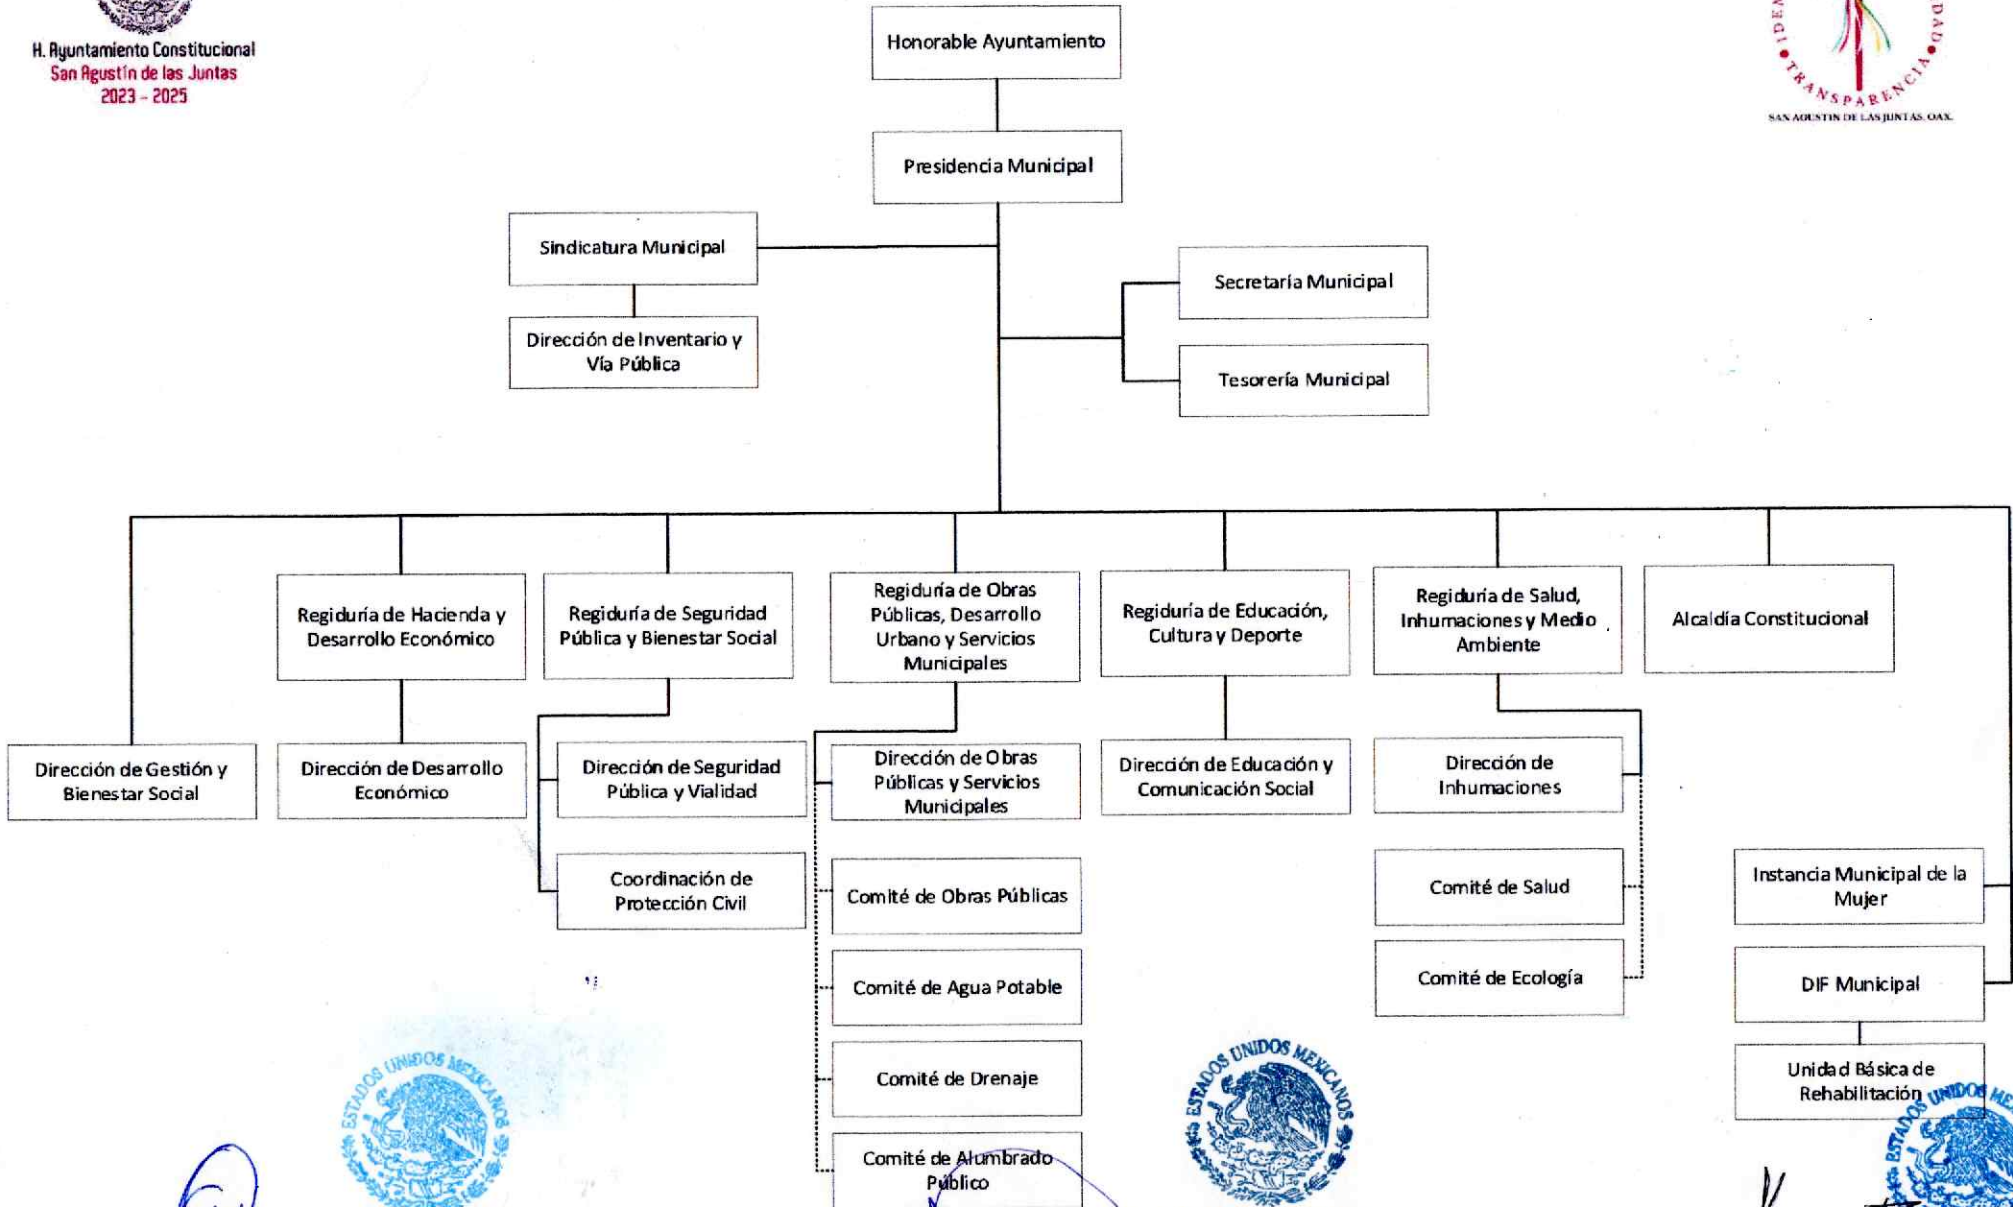 H. Ayuntamiento Constitucional
San Agustín de las Juntas
2023 - 2025
TRANSPARENCIA
SAN AGUSTIN DE LAS JUNTAS, OAX.
Honorable Ayuntamiento
Presidencia Municipal
Sindicatura Municipal
Dirección de Inventario y
Vía Pública
Secretaría Municipal
Tesorería Municipal
Regiduría de Hacienda y
Desarrollo Económico
Regiduría de Seguridad
Pública y Bienestar Social
Regiduría de Obras
Públicas, Desarrollo
Urbano y Servicios
Municipales
Regiduría de Educación,
Cultura y Deporte
Regiduría de Salud,
Inhumaciones y Medio
Ambiente
Alcaldía Constitucional
Dirección de Gestión y
Bienestar Social
Dirección de Desarrollo
Económico
Dirección de Seguridad
Pública y Vialidad
Dirección de Obras
Públicas y Servicios
Municipales
Dirección de Educación y
Comunicación Social
Dirección de
Inhumaciones
Coordinación de
Protección Civil
Comité de Obras Públicas
Comité de Salud
Instancia Municipal de la
Mujer
Comité de Agua Potable
Comité de Ecología
DIF Municipal
Comité de Drenaje
Unidad Básica de
Rehabilitación
Comité de Alumbrado
Público
ESTADOS UNIDOS MEXICANOS
ESTADOS UNIDOS MEXICANOS
ESTADOS UNIDOS